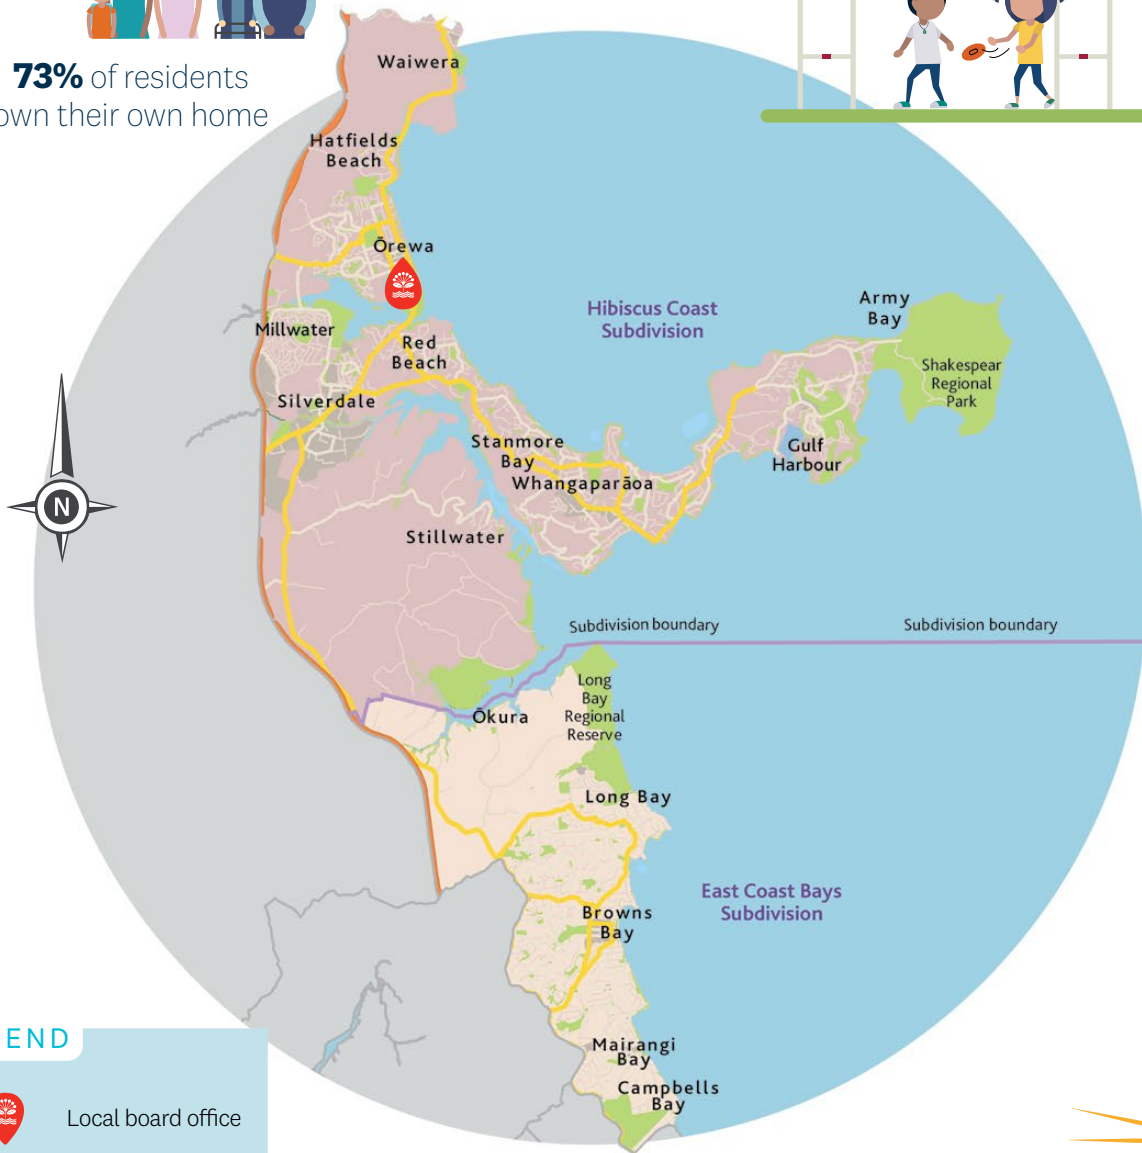 73% of residents
own their own home
Waiwera
Hatfields
Beach
Ōrewa
Hibiscus Coast
Subdivision
Army
Bay
Millwater
Red
Beach
Shakespear
Regional
Park
Silverdale
Stanmore
Bay
Gulf
Harbour
Whangaparāoa
N
Stillwater
Subdivision boundary
Subdivision boundary
Long
Bay
Regional
Reserve
Ōkura
Long Bay
East Coast Bays
Subdivision
Browns
Bay
Mairangi
Bay
Campbells
Bay
END
Local board office